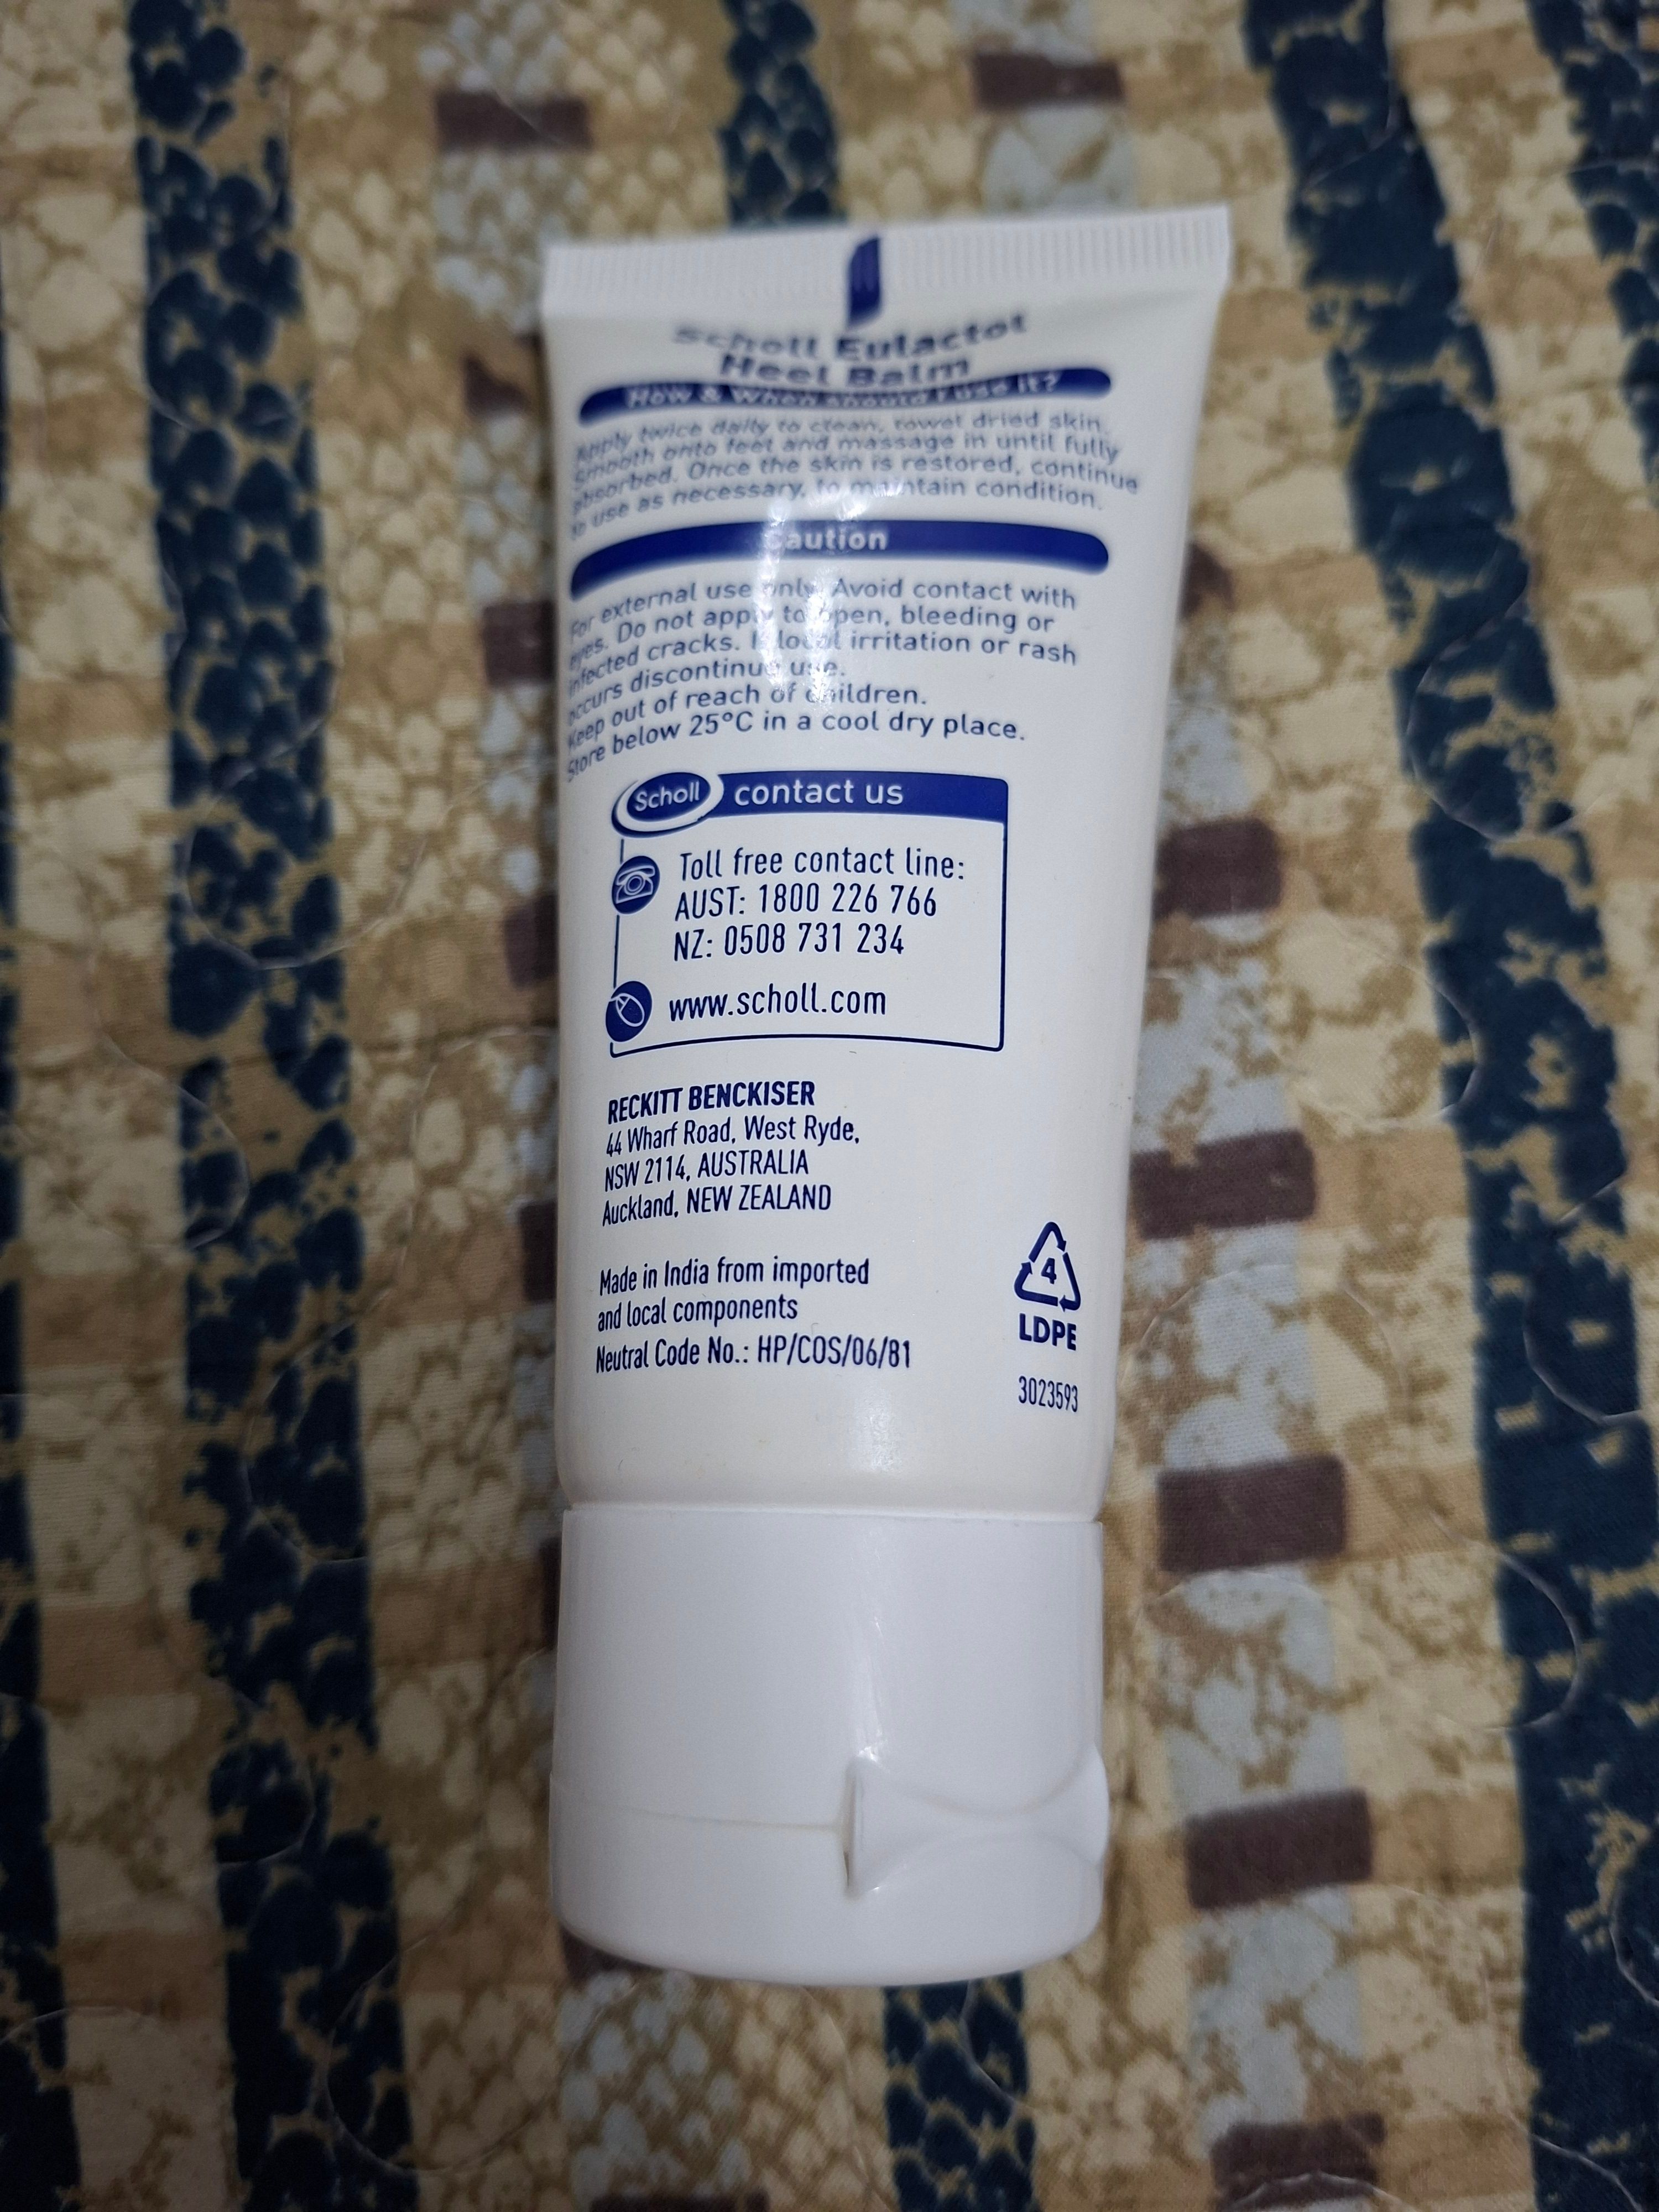 Scholl Eulactol
Heel Balm
How & When should I use it?
Apply twice daily to clean, towel dried skin.
Smooth onto feet and massage in until fully
absorbed. Once the skin is restored, continue
to use as necessary, to maintain condition.
Caution
For external use only. Avoid contact with
eyes. Do not apply to open, bleeding or
infected cracks. If local irritation or rash
occurs discontinue use.
Keep out of reach of children.
Store below 25°C in a cool dry place.
Scholl contact us
Toll free contact line:
AUST: 1800 226 766
NZ: 0508 731 234
www.scholl.com
RECKITT BENCKISER
44 Wharf Road, West Ryde,
NSW 2114, AUSTRALIA
Auckland, NEW ZEALAND
Made in India from imported
and local components
Neutral Code No.: HP/COS/06/81
4
LDPE
3023593